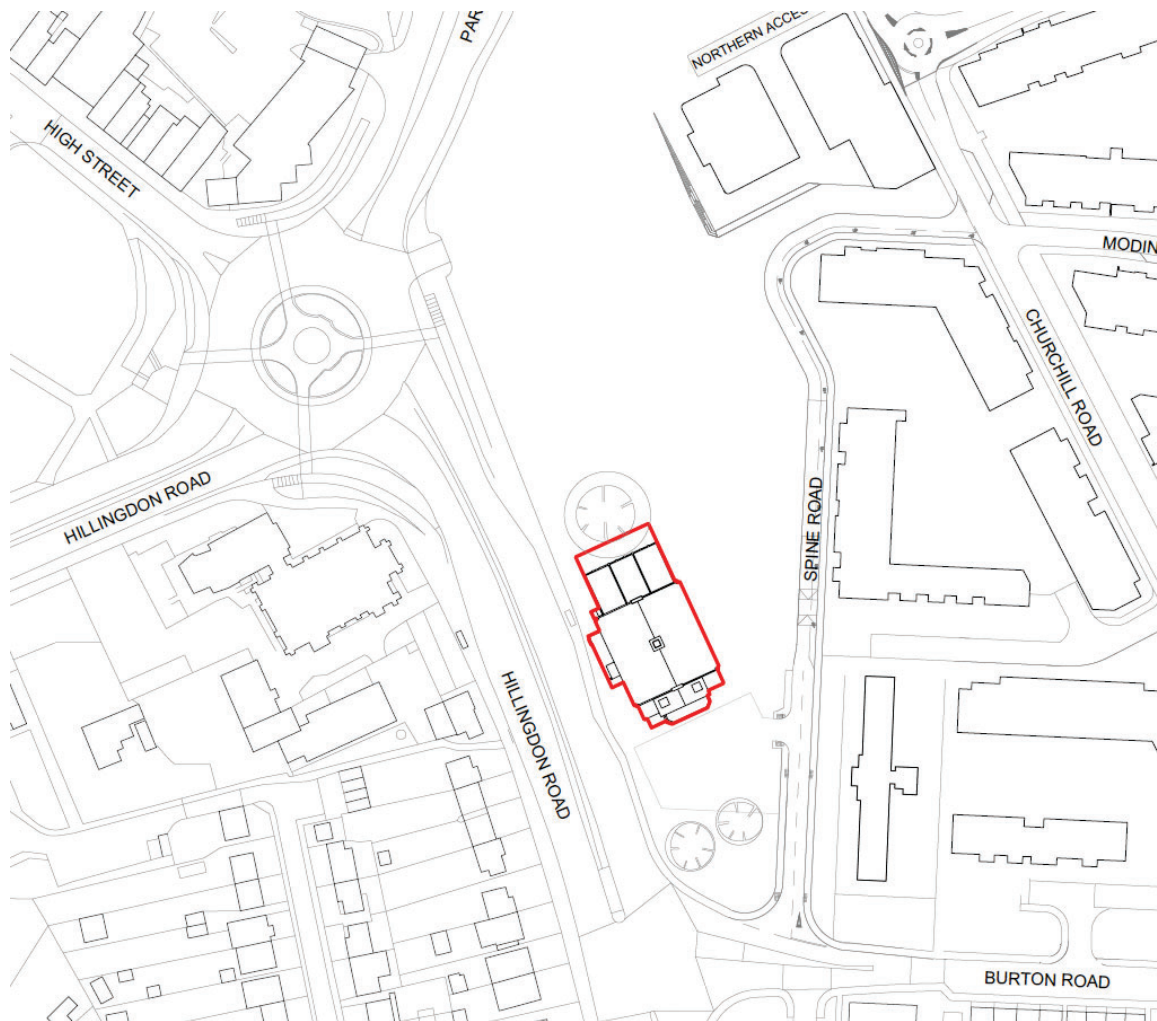 PAR
NORTHERN ACCES
HIGH STREET
MODIN
CHURCHILL ROAD
HILLINGDON ROAD
SPINE ROAD
HILLINGDON ROAD
BURTON ROAD